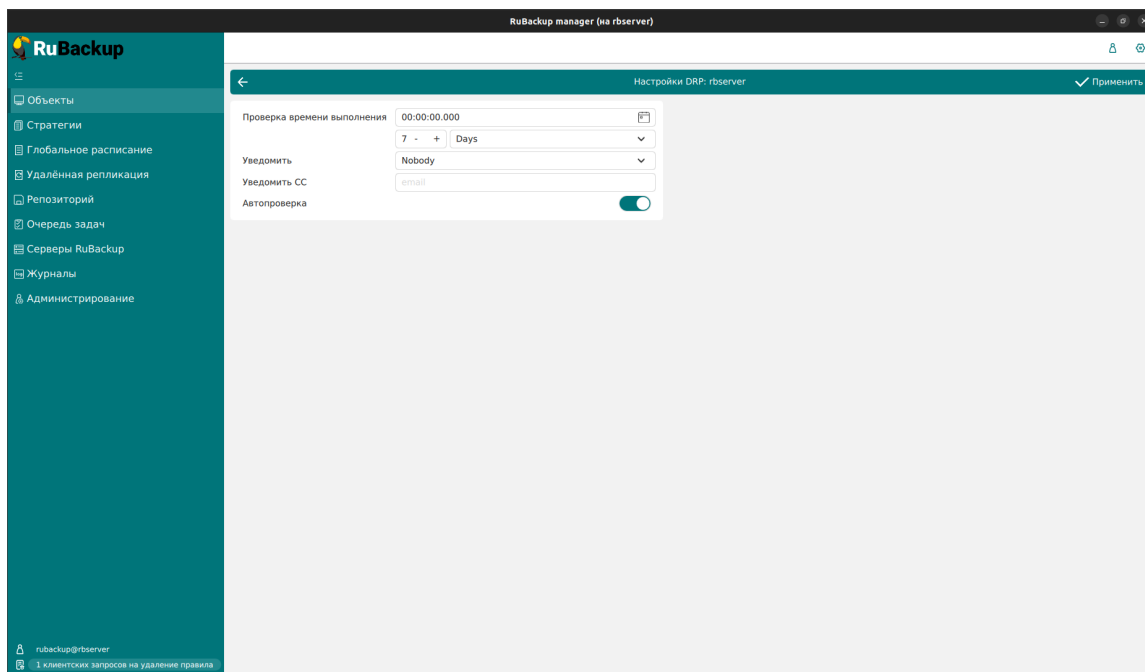 RuBackup manager (на rbserver)
RuBackup
Настройки DRP: rbserver
Применить
Объекты
Стратегии
Глобальное расписание
Удалённая репликация
Репозиторий
Очередь задач
Серверы RuBackup
Журналы
Администрирование
Проверка времени выполнения 00:00:00.000
7 - + Days
Уведомить Nobody
Уведомить CC email
Автопроверка
rubackup@rbserver
1 клиентских запросов на удаление правила